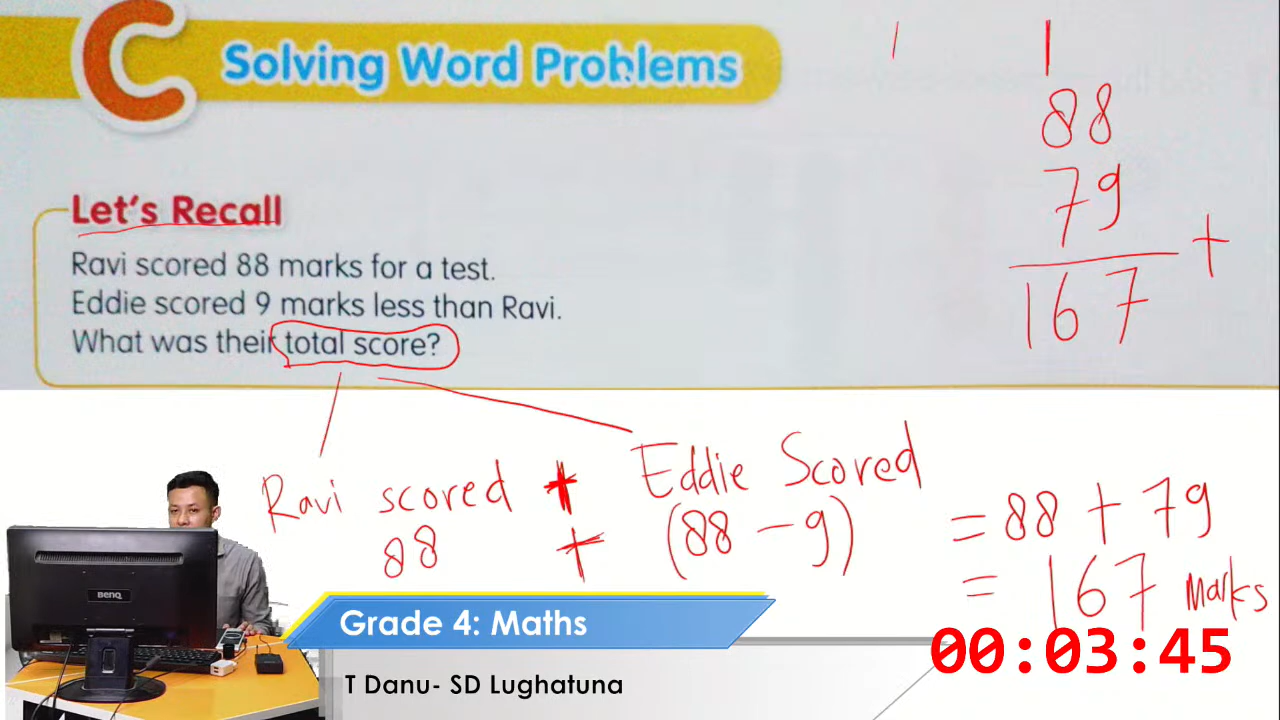 C Solving Word Problems
Let's Recall
Ravi scored 88 marks for a test.
Eddie scored 9 marks less than Ravi.
What was their total score?
1 1
88
79
+
167
Ravi scored + Eddie Scored
88 + (88 - 9)
= 88 + 79
= 167 Marks
BENQ
Grade 4: Maths
00:03:45
T Danu- SD Lughatuna